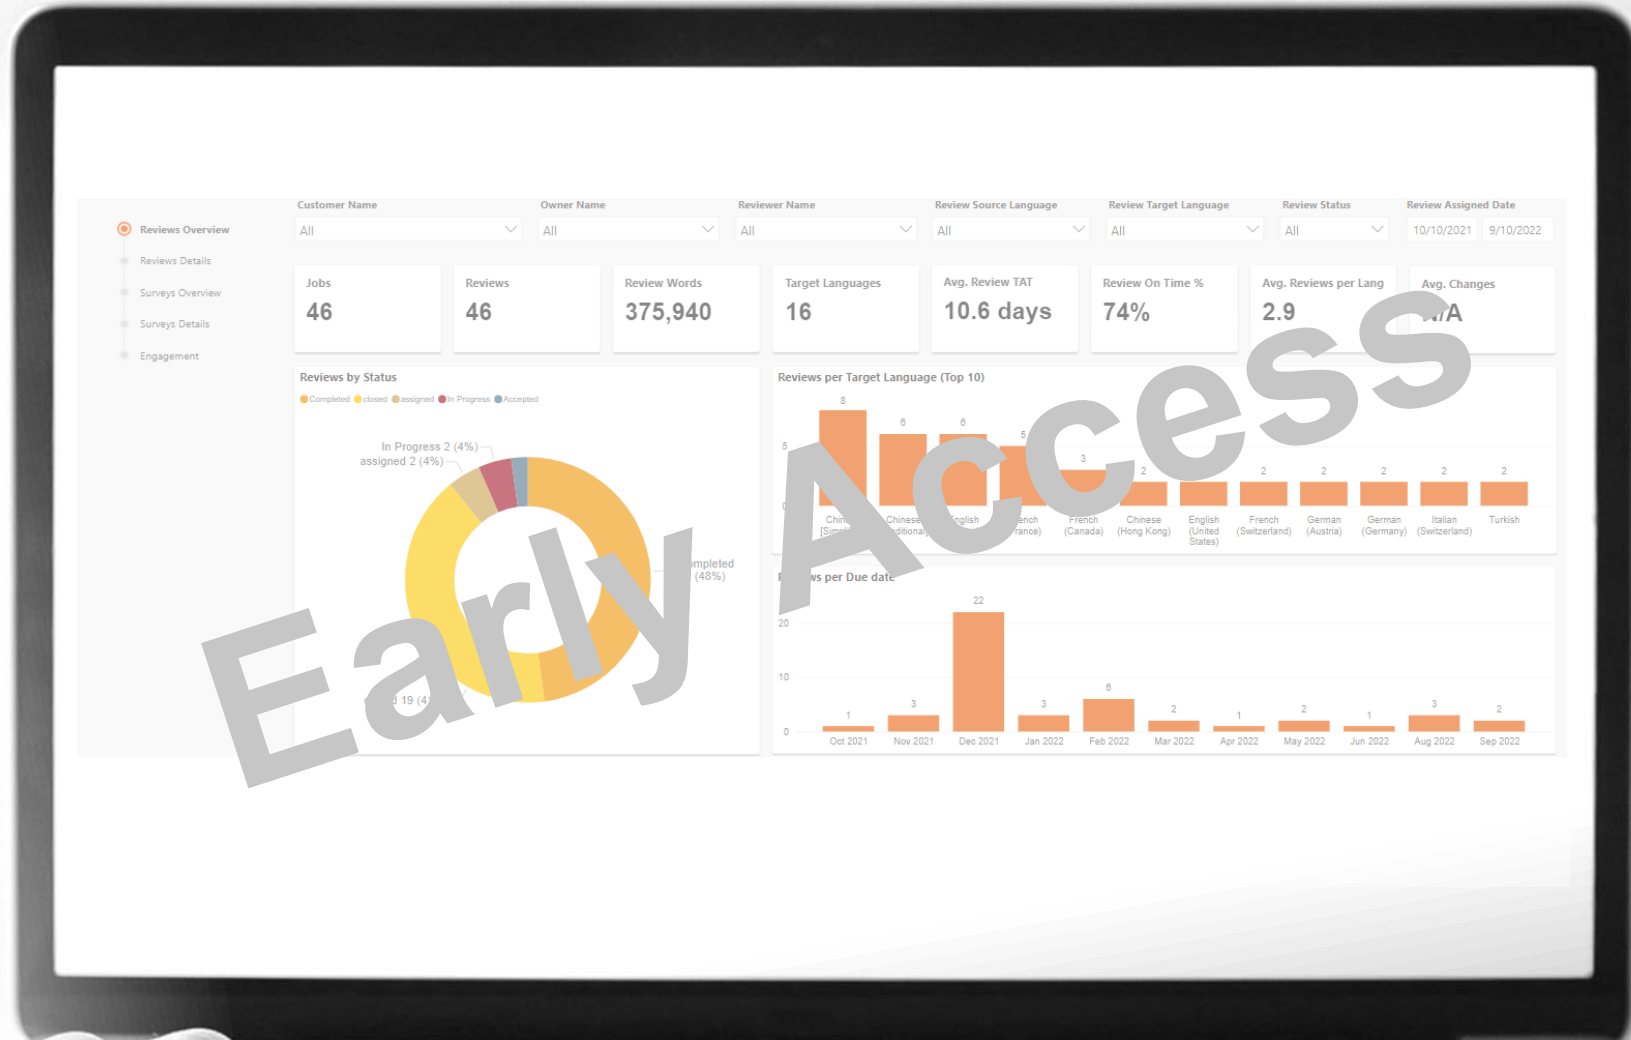 Customer Name
Owner Name
Reviewer Name
Review Source Language
Review Target Language
Review Status
Review Assigned Date
All
All
All
All
All
All
10/10/2021
9/10/2022
Reviews Overview
Reviews Details
Surveys Overview
Surveys Details
Engagement
Jobs
46
Reviews
46
Review Words
375,940
Target Languages
16
Avg. Review TAT
10.6 days
Review On Time %
74%
Avg. Reviews per Lang
2.9
Avg. Changes
N/A
Reviews by Status
Completed closed assigned In Progress Accepted
In Progress 2 (4%)
assigned 2 (4%)
(48%)
19
Reviews per Target Language (Top 10)
8
6
6
5
3
2
2
2
2
2
2
5
0
Chinese
French
(Canada)
Chinese
(Hong Kong)
English
(United
States)
French
(Switzerland)
German
(Austria)
German
(Germany)
Italian
(Switzerland)
Turkish
per Due date
20
10
0
1
3
22
3
6
2
1
2
1
3
2
Oct 2021
Nov 2021
Dec 2021
Jan 2022
Feb 2022
Mar 2022
Apr 2022
May 2022
Jun 2022
Aug 2022
Sep 2022
Early Access